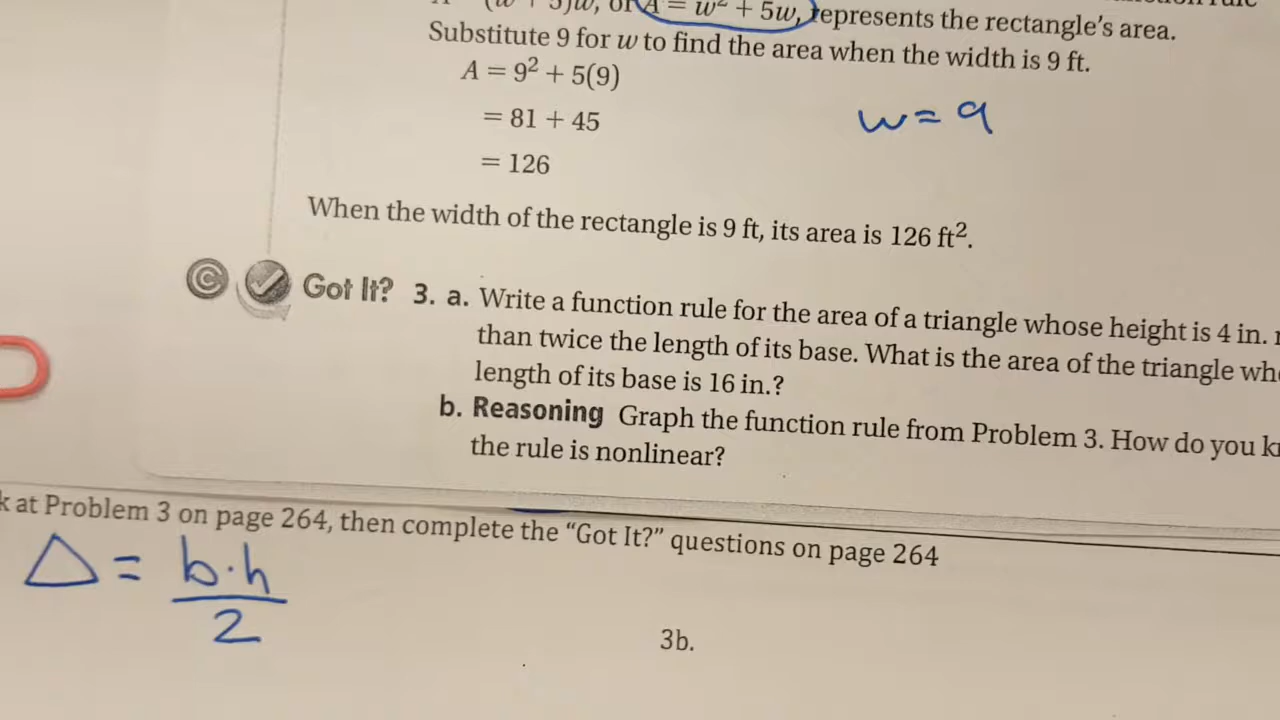 A = w² + 5w, represents the rectangle's area.
Substitute 9 for w to find the area when the width is 9 ft.
A = 9² + 5(9)
= 81 + 45
= 126
w = 9
When the width of the rectangle is 9 ft, its area is 126 ft².
© Got It? 3. a. Write a function rule for the area of a triangle whose height is 4 in.
than twice the length of its base. What is the area of the triangle
length of its base is 16 in.?
b. Reasoning Graph the function rule from Problem 3. How do you
the rule is nonlinear?
at Problem 3 on page 264, then complete the “Got It?” questions on page 264
△ = b·h
2
3b.